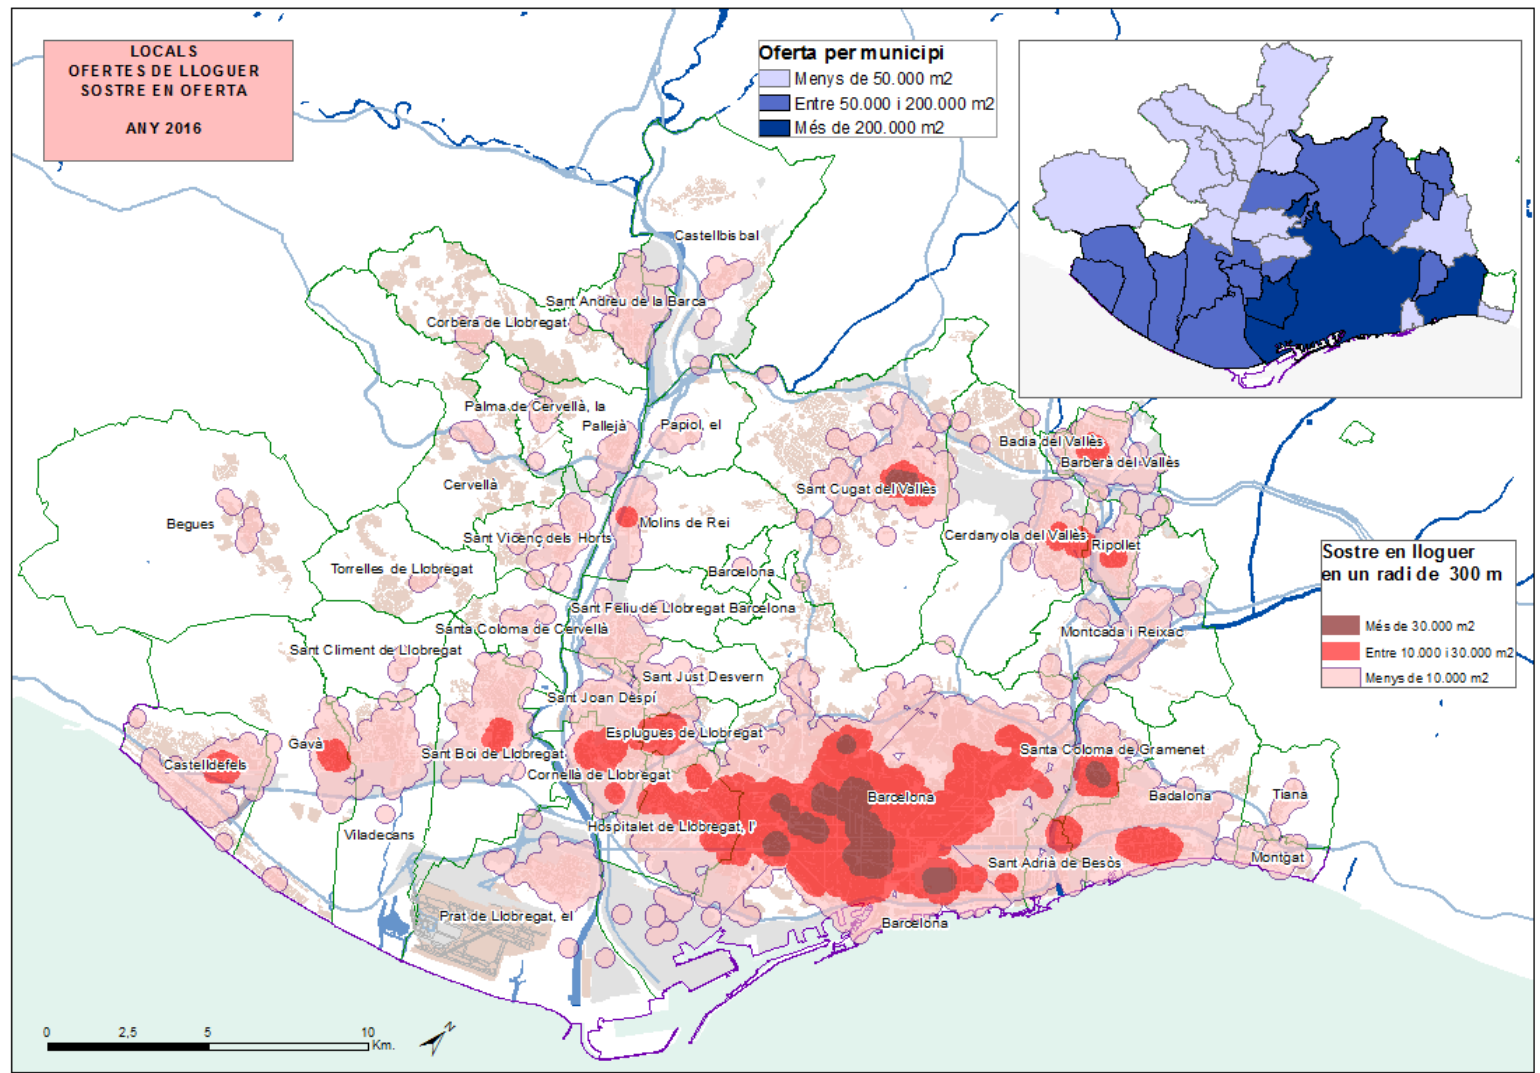 LOCALS
OFERTES DE LLOGUER
SOSTRE EN OFERTA
ANY 2016
Oferta per municipi
Menys de 50.000 m2
Entre 50.000 i 200.000 m2
Més de 200.000 m2
Castellbisbal
Sant Andreu de la Barca
Corbera de Llobregat
Palma de Cervellà, la
Pallejà
Papiol, el
Badia del Vallès
Barberà del Vallès
Cervellà
Sant Cugat del Vallès
Begues
Molins de Rei
Sant Vicenç dels Horts
Cerdanyola del Vallès
Ripollet
Sostre en lloguer
en un radi de 300 m
Més de 30.000 m2
Entre 10.000 i 30.000 m2
Menys de 10.000 m2
Torrelles de Llobregat
Barcelona
Sant Feliu de Llobregat Barcelona
Santa Coloma de Cervellà
Montcada i Reixac
Sant Climent de Llobregat
Sant Just Desvern
Sant Joan Despí
Esplugues de Llobregat
Gavà
Sant Boi de Llobregat
Santa Coloma de Gramenet
Castelldefels
Cornellà de Llobregat
Barcelona
Badalona
Tiana
Viladecans
Hospitalet de Llobregat, l'
Sant Adrià de Besòs
Montgat
Prat de Llobregat, el
Barcelona
0 2,5 5 10
Km.
N